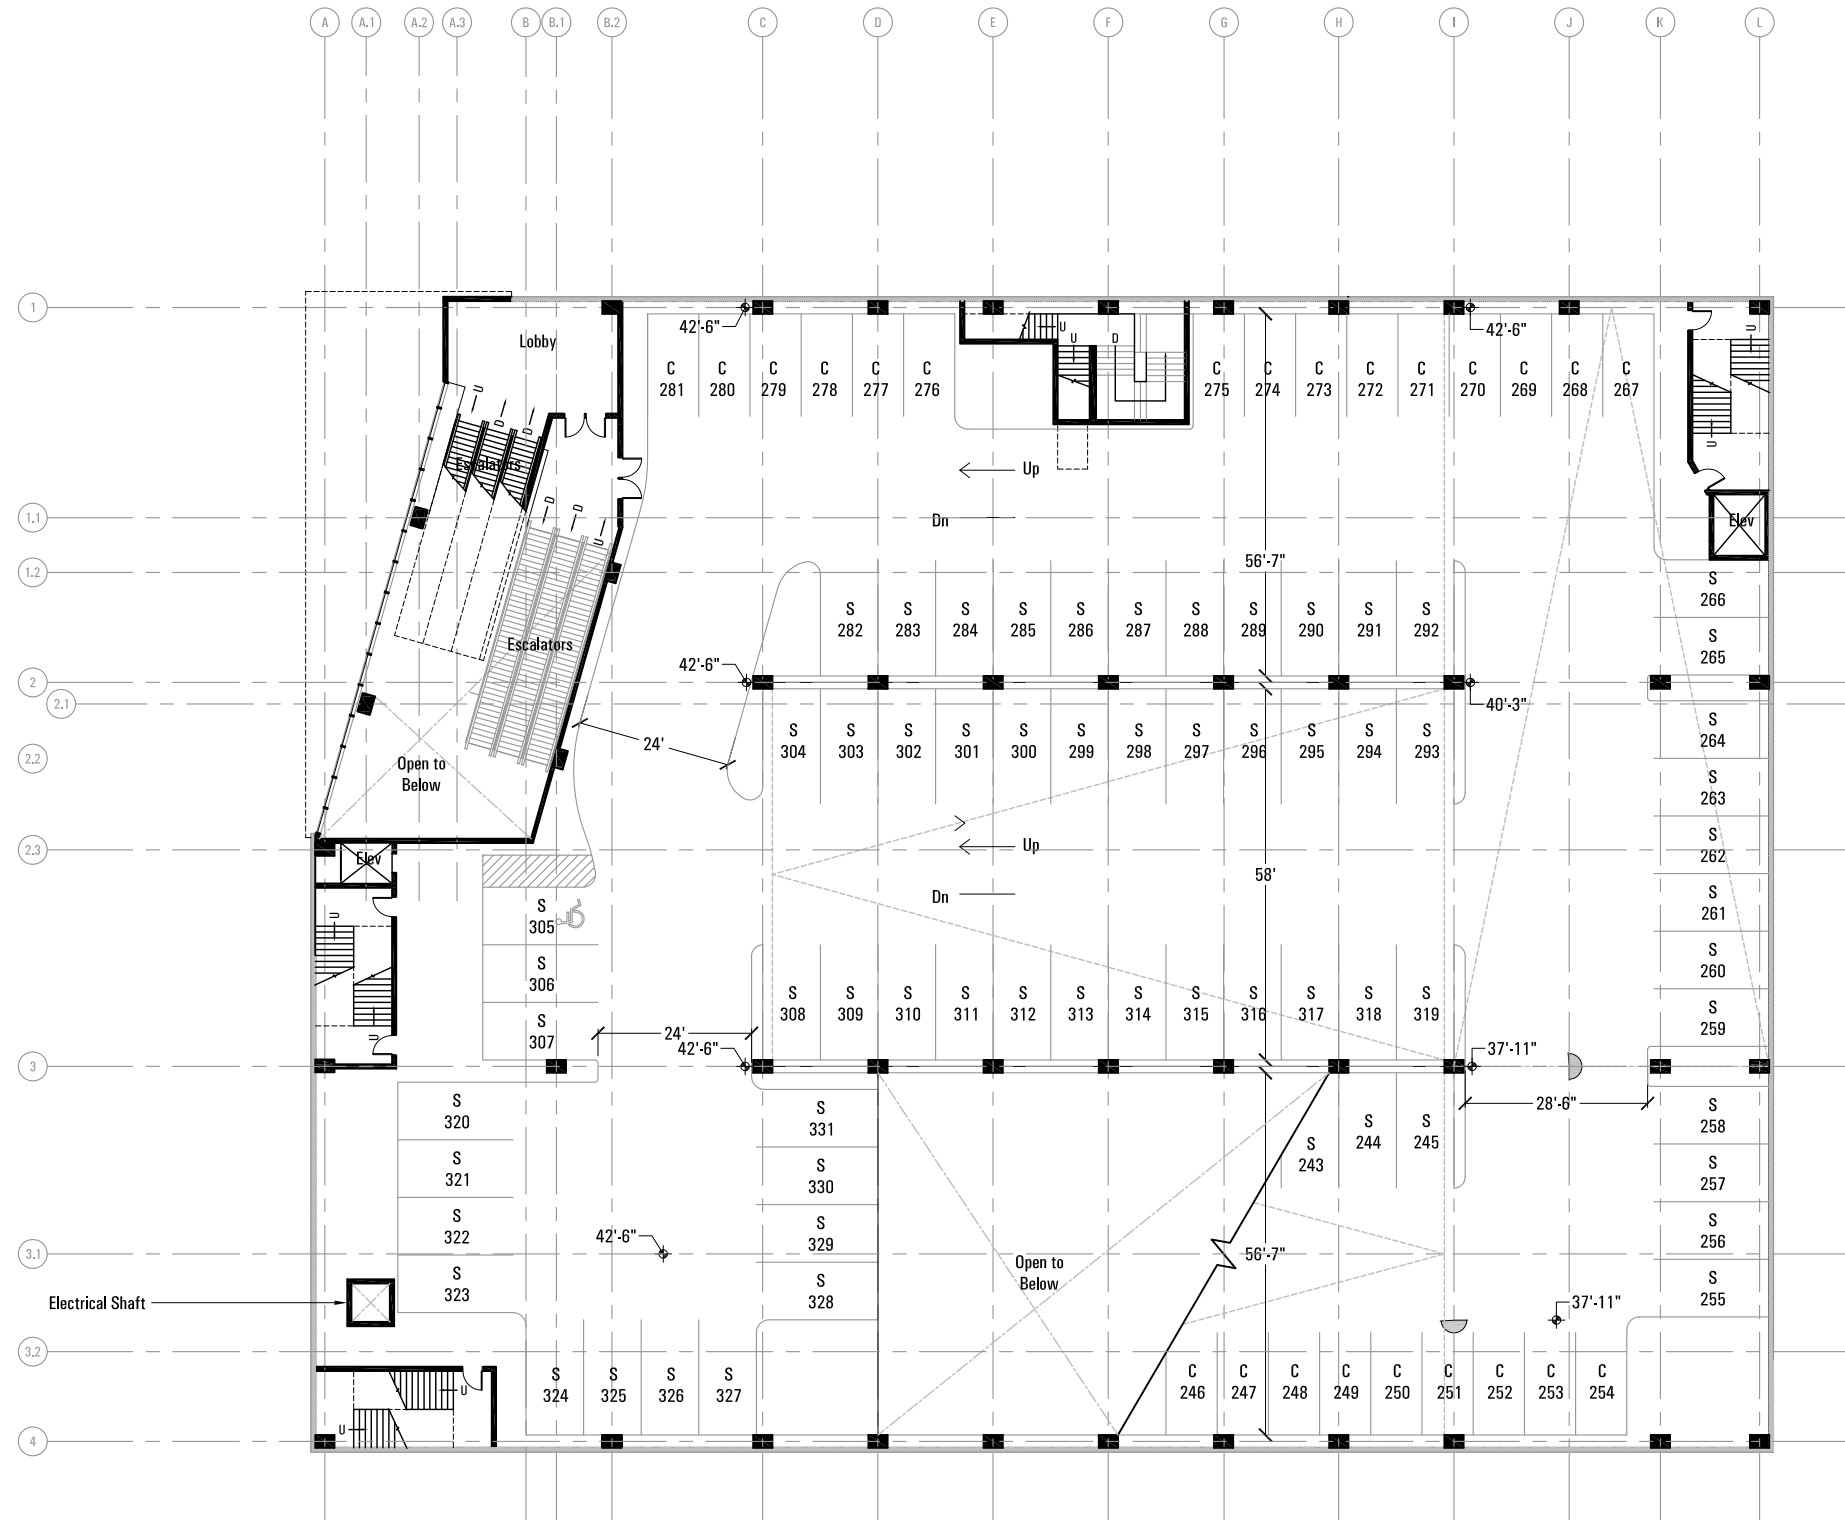 A A.1 A.2 A.3 B B.1 B.2 C D E F G H I J K L
1
42'-6"
42'-6"
Lobby
U
U
D
U
C C C C C C
281 280 279 278 277 276
C C C C C C C C C
275 274 273 272 271 270 269 268 267
U
D
D
Escalators
Up
U
D
D
U
1.1
Dn
Elev
1.2
56'-7"
S
266
S S S S S S S S S S S
282 283 284 285 286 287 288 289 290 291 292
Escalators
S
265
2
42'-6"
2.1
40'-3"
24'
S S S S S S S S S S S S
304 303 302 301 300 299 298 297 296 295 294 293
S
264
2.2
Open to
Below
S
263
2.3
Elev
Up
S
262
58'
Dn
U
S
305
S
261
S
306
S
260
S S S S S S S S S S S S
308 309 310 311 312 313 314 315 316 317 318 319
S
307
S
259
U
24'
42'-6"
37'-11"
3
28'-6"
S
320
S
331
S
243
S
244
S
245
S
258
S
321
S
330
S
257
S
322
S
329
S
256
3.1
42'-6"
56'-7"
Open to
Below
S
323
S
328
S
255
Electrical Shaft
37'-11"
3.2
S S S S
324 325 326 327
C C C C C C C C C
246 247 248 249 250 251 252 253 254
U
U
4